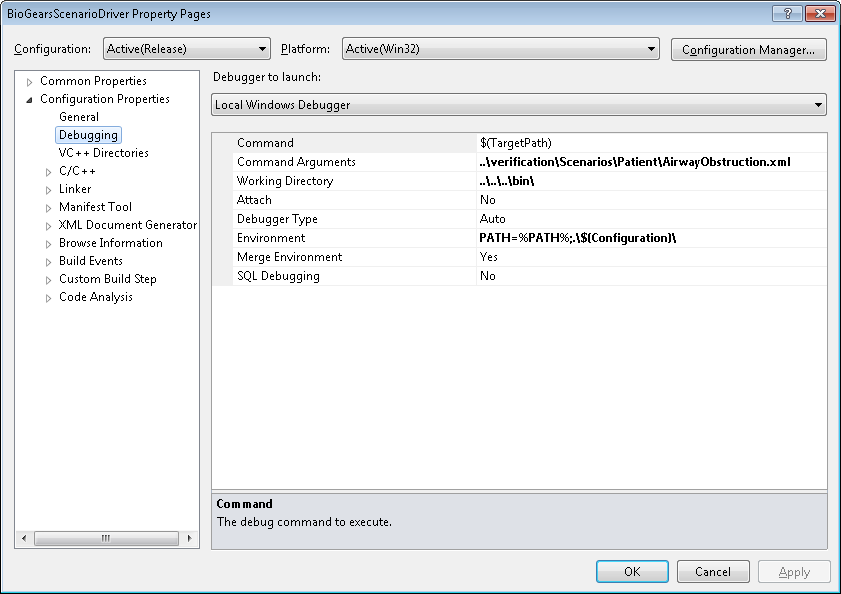 BioGearsScenarioDriver Property Pages
Configuration: Active(Release) Platform: Active(Win32) Configuration Manager...
Common Properties
Configuration Properties
General
Debugging
VC++ Directories
C/C++
Linker
Manifest Tool
XML Document Generator
Browse Information
Build Events
Custom Build Step
Code Analysis
Debugger to launch:
Local Windows Debugger
Command $(TargetPath)
Command Arguments ..\verification\Scenarios\Patient\AirwayObstruction.xml
Working Directory ..\..\..\bin\
Attach No
Debugger Type Auto
Environment PATH=%PATH%;.\$(Configuration)\
Merge Environment Yes
SQL Debugging No
Command
The debug command to execute.
OK Cancel Apply